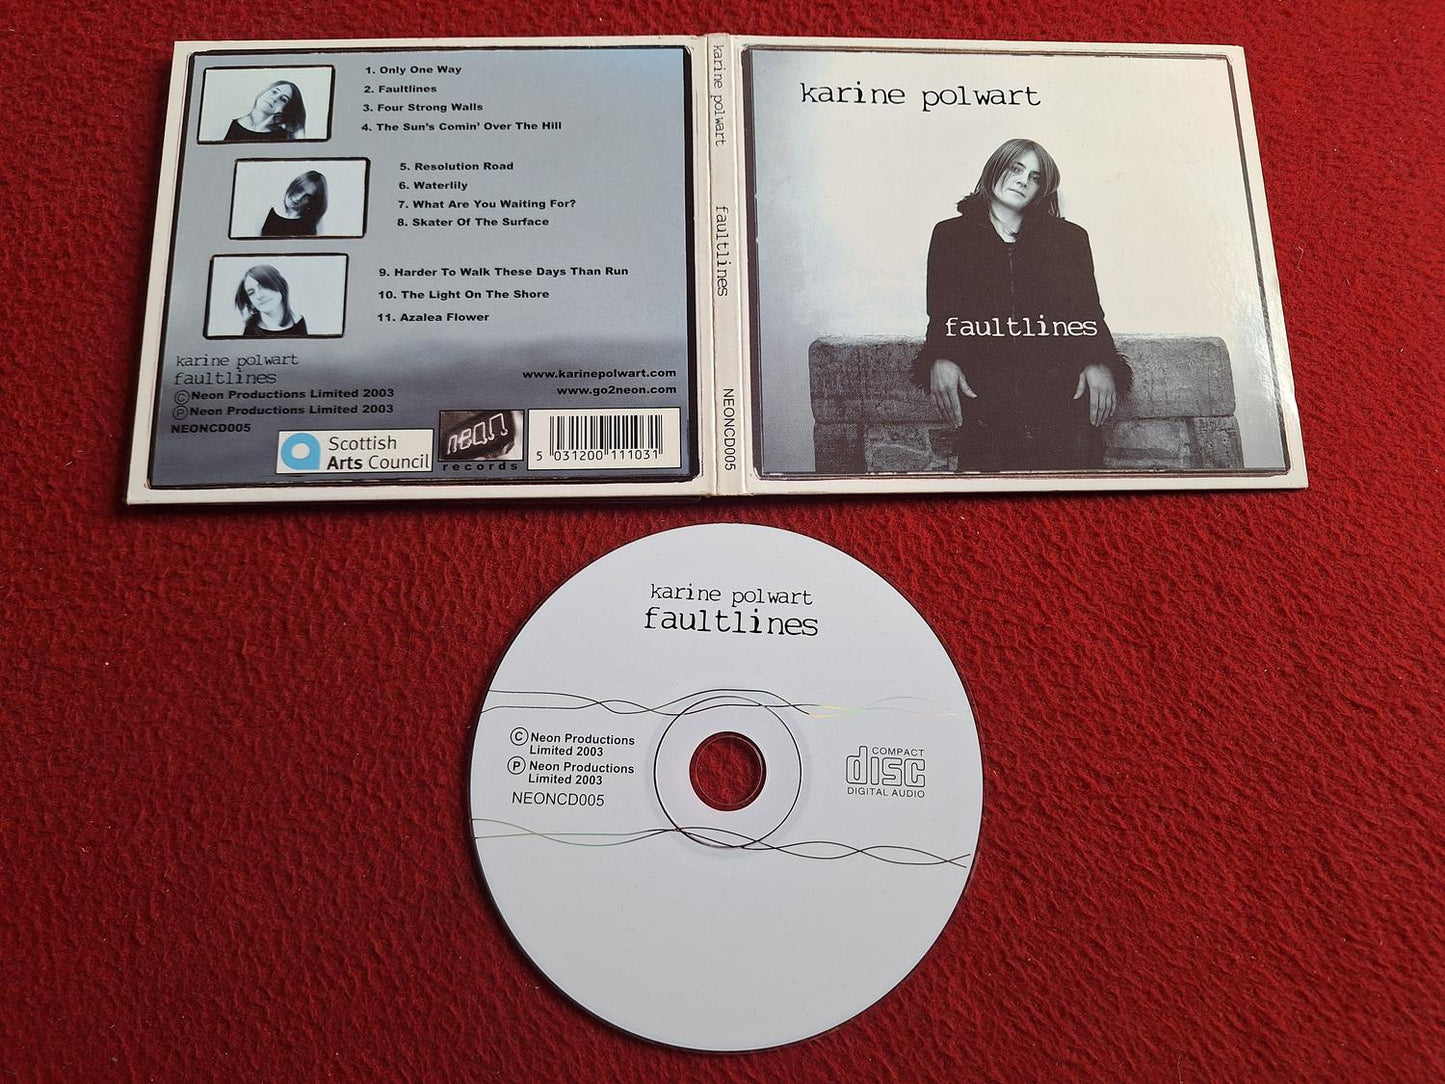 1. Only One Way
2. Faultlines
3. Four Strong Walls
4. The Sun's Comin' Over The Hill
5. Resolution Road
6. Waterlily
7. What Are You Waiting For?
8. Skater Of The Surface
9. Harder To Walk These Days Than Run
10. The Light On The Shore
11. Azalea Flower
karine polwart
faultlines
Ⓒ Neon Productions Limited 2003
Ⓟ Neon Productions Limited 2003
NEONCD005
www.karinepolwart.com
www.go2neon.com
Scottish
Arts Council
neon
records
5 031200 111031
karine polwart faultlines NEONCD005
karine polwart
faultlines
karine polwart
faultlines
Ⓒ Neon Productions
Limited 2003
Ⓟ Neon Productions
Limited 2003
NEONCD005
COMPACT
disc
DIGITAL AUDIO